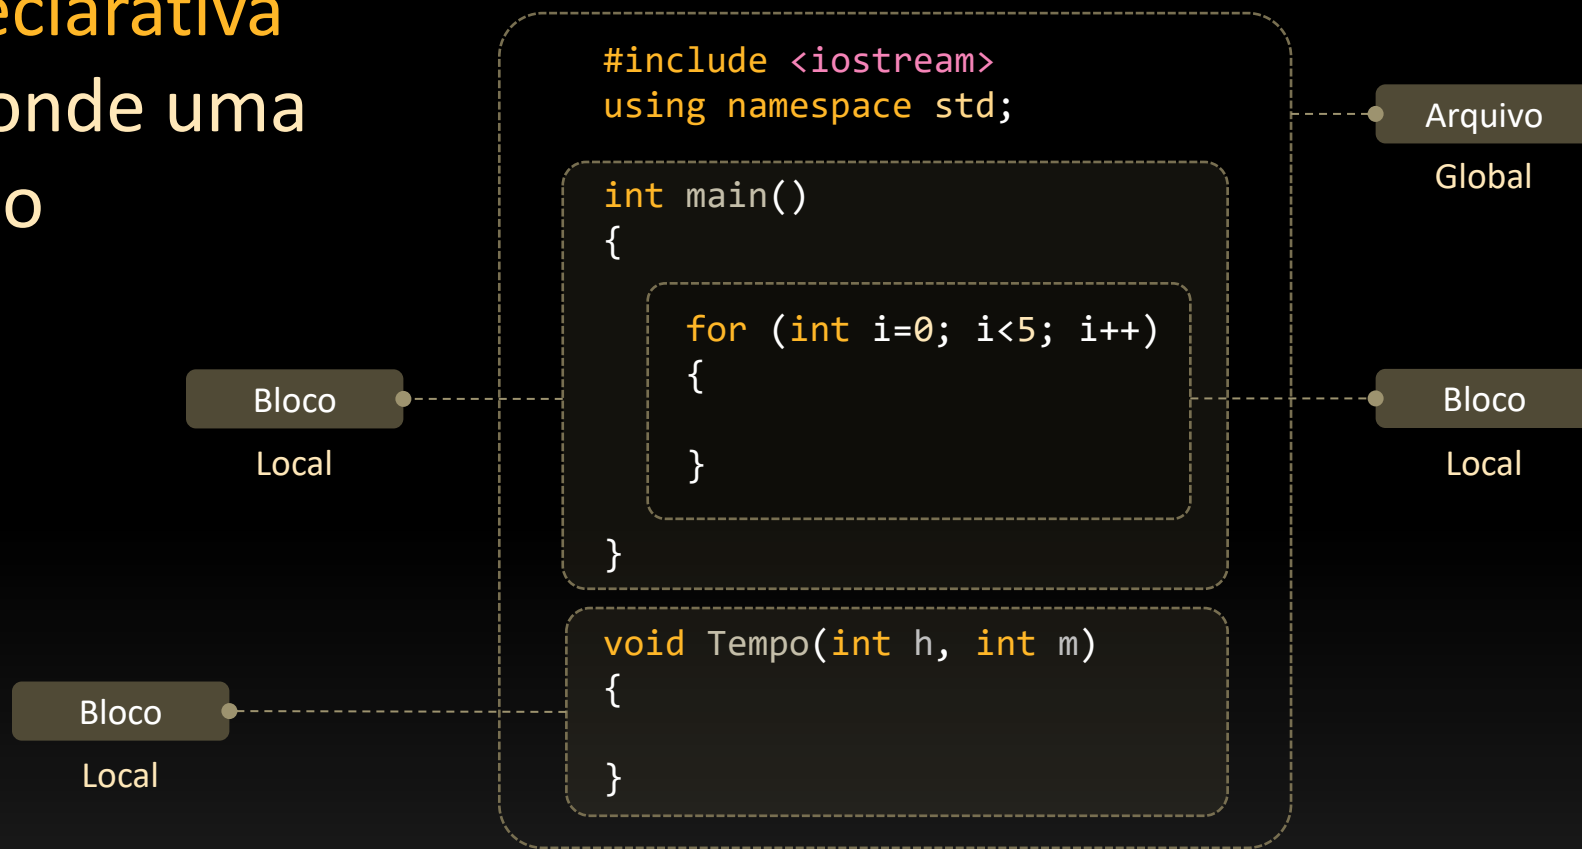 eclarativa
onde uma
o
#include <iostream>
using namespace std;
int main()
{
for (int i=0; i<5; i++)
{
}
}
void Tempo(int h, int m)
{
}
Arquivo
Global
Bloco
Local
Bloco
Local
Bloco
Local